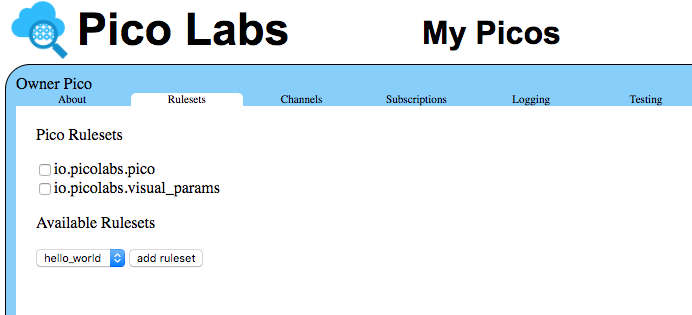 Pico Labs My Picos
Owner Pico
About Rulesets Channels Subscriptions Logging Testing
Pico Rulesets
io.picolabs.pico
io.picolabs.visual_params
Available Rulesets
hello_world add ruleset